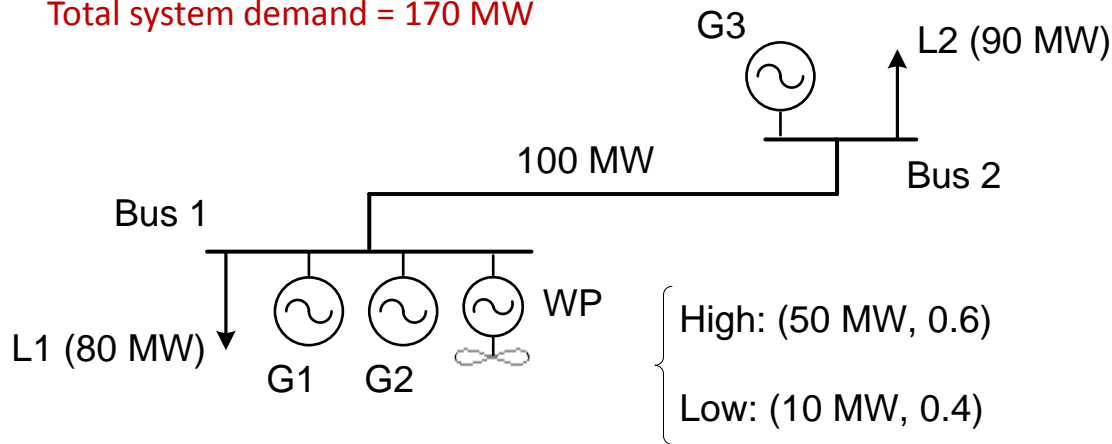 Total system demand = 170 MW
G3
L2 (90 MW)
100 MW
Bus 2
Bus 1
WP
High: (50 MW, 0.6)
L1 (80 MW)
G1
G2
Low: (10 MW, 0.4)